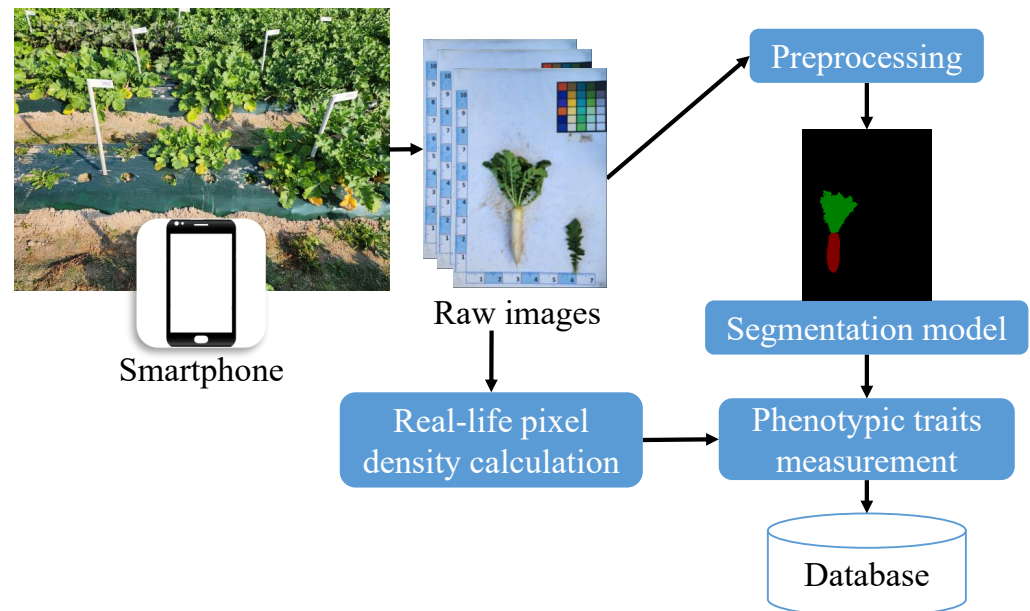 Preprocessing
Raw images
Smartphone
Segmentation model
Real-life pixel
density calculation
Phenotypic traits
measurement
Database